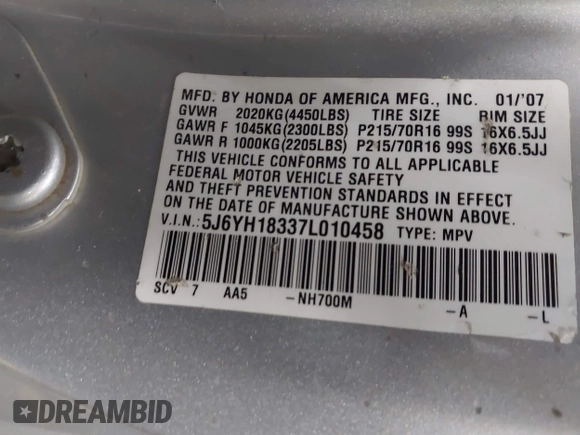 MFD. BY HONDA OF AMERICA MFG., INC. 01/'07
GVWR 2020KG(4450LBS) TIRE SIZE RIM SIZE
GAWR F 1045KG(2300LBS) P215/70R16 99S 16X6.5JJ
GAWR R 1000KG(2205LBS) P215/70R16 99S 16X6.5JJ
THIS VEHICLE CONFORMS TO ALL APPLICABLE
FEDERAL MOTOR VEHICLE SAFETY
AND THEFT PREVENTION STANDARDS IN EFFECT
ON THE DATE OF MANUFACTURE SHOWN ABOVE.
V.I.N.: 5J6YH18337L010458 TYPE: MPV
SCV 7 AA5 -NH700M -A -L
DREAMBID